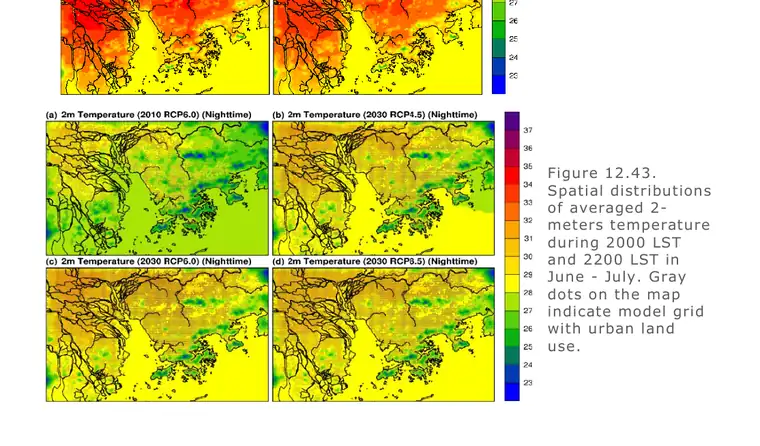 27
26
25
24
23
(a) 2m Temperature (2010 RCP6.0) (Nighttime)
(b) 2m Temperature (2030 RCP4.5) (Nighttime)
(c) 2m Temperature (2030 RCP6.0) (Nighttime)
(d) 2m Temperature (2030 RCP8.5) (Nighttime)
37
36
35
34
33
32
31
30
29
28
27
26
25
24
23
Figure 12.43.
Spatial distributions
of averaged 2-
meters temperature
during 2000 LST
and 2200 LST in
June - July. Gray
dots on the map
indicate model grid
with urban land
use.